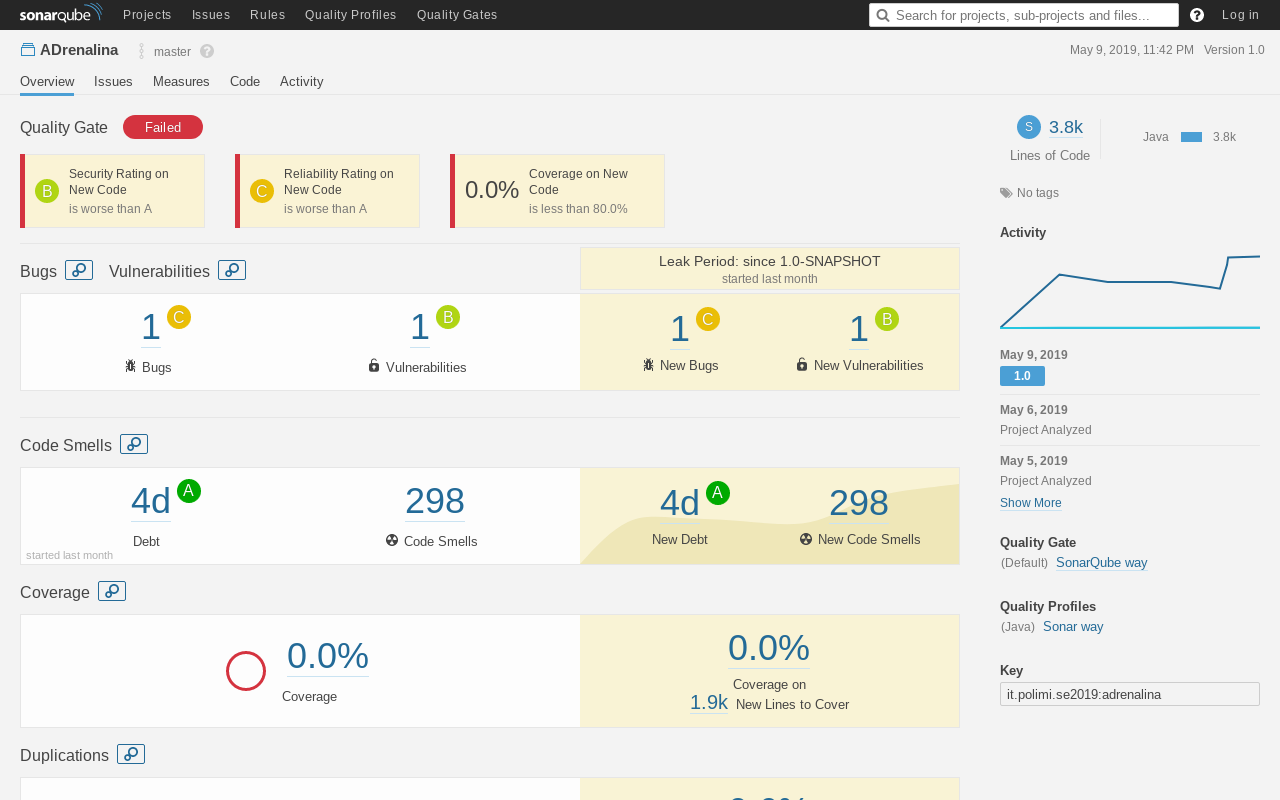 sonarqube Projects Issues Rules Quality Profiles Quality Gates Search for projects, sub-projects and files... ? Log in
ADrenalina master ? May 9, 2019, 11:42 PM Version 1.0
Overview Issues Measures Code Activity
Quality Gate Failed
B Security Rating on New Code
is worse than A
C Reliability Rating on New Code
is worse than A
0.0% Coverage on New Code
is less than 80.0%
Bugs Vulnerabilities
Leak Period: since 1.0-SNAPSHOT
started last month
1 C
Bugs
1 B
Vulnerabilities
1 C
New Bugs
1 B
New Vulnerabilities
Code Smells
4d A
Debt
298
Code Smells
started last month
4d A
New Debt
298
New Code Smells
Coverage
0.0%
Coverage
0.0%
Coverage on
1.9k New Lines to Cover
Duplications
S 3.8k
Lines of Code
Java 3.8k
No tags
Activity
May 9, 2019
1.0
May 6, 2019
Project Analyzed
May 5, 2019
Project Analyzed
Show More
Quality Gate
(Default) SonarQube way
Quality Profiles
(Java) Sonar way
Key
it.polimi.se2019:adrenalina